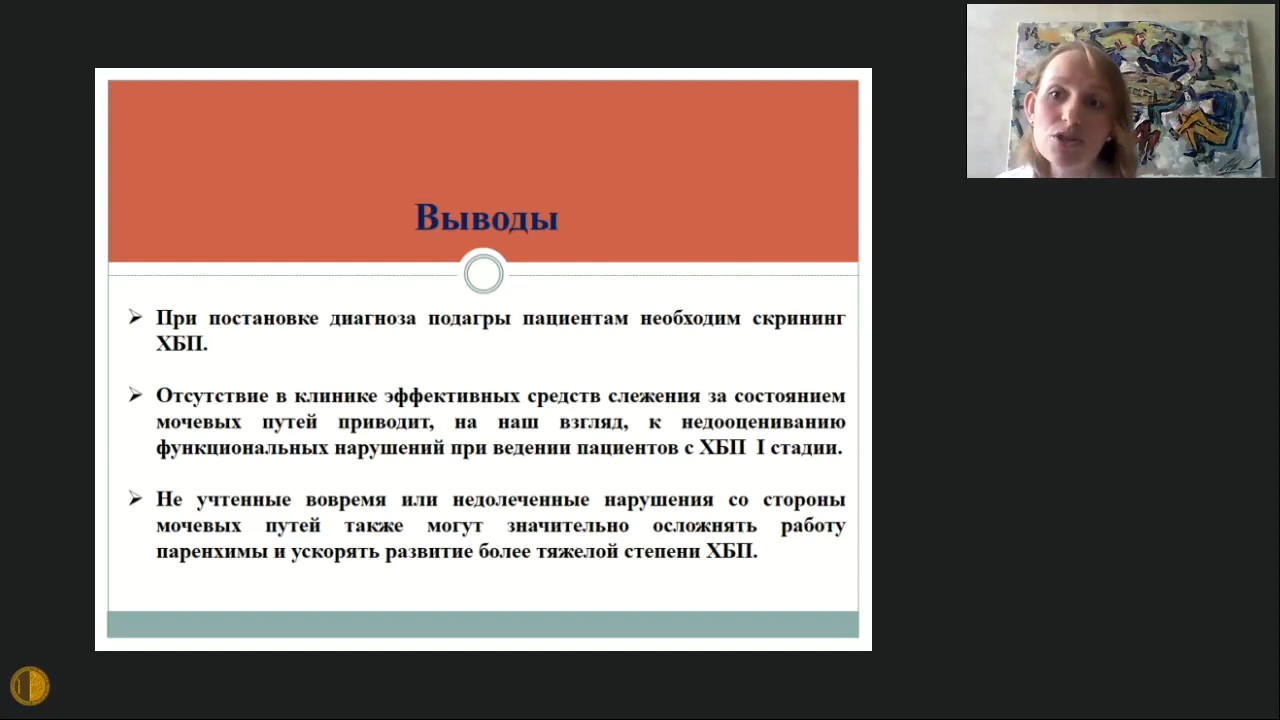 Выводы
При постановке диагноза подагры пациентам необходим скрининг
ХБП.
Отсутствие в клинике эффективных средств слежения за состоянием
мочевых путей приводит, на наш взгляд, к недооцениванию
функциональных нарушений при ведении пациентов с ХБП I стадии.
Не учтенные вовремя или недолеченные нарушения со стороны
мочевых путей также могут значительно осложнять работу
паренхимы и ускорять развитие более тяжелой степени ХБП.